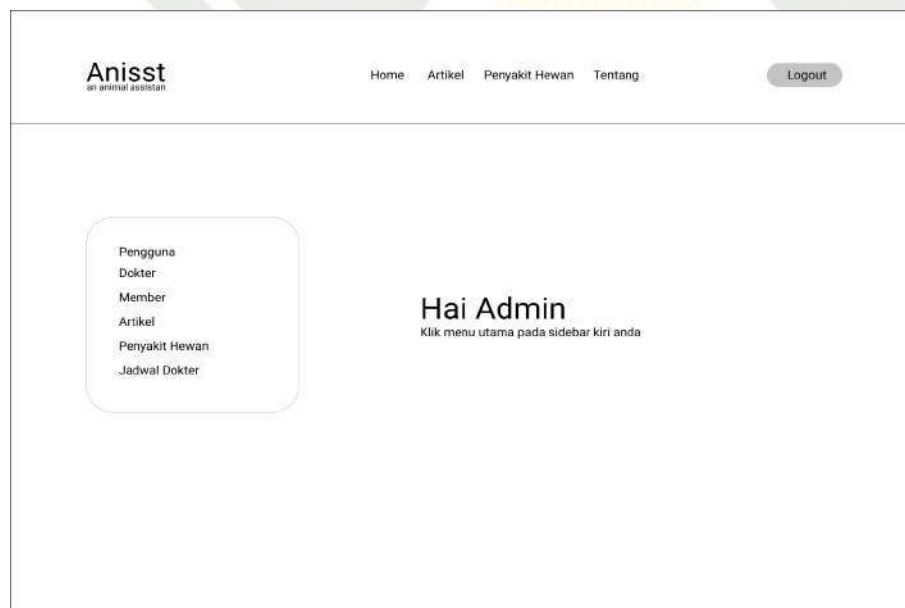 Anisst
an animal assistan
Home Artikel Penyakit Hewan Tentang
Logout
Pengguna
Dokter
Member
Artikel
Penyakit Hewan
Jadwal Dokter
Hai Admin
Klik menu utama pada sidebar kiri anda